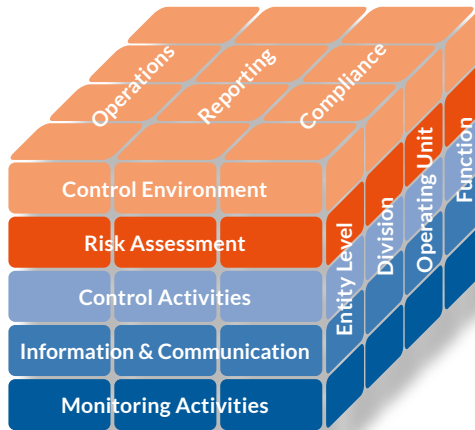 Operations
Reporting
Compliance
Control Environment
Risk Assessment
Control Activities
Information & Communication
Monitoring Activities
Entity Level
Division
Operating Unit
Function